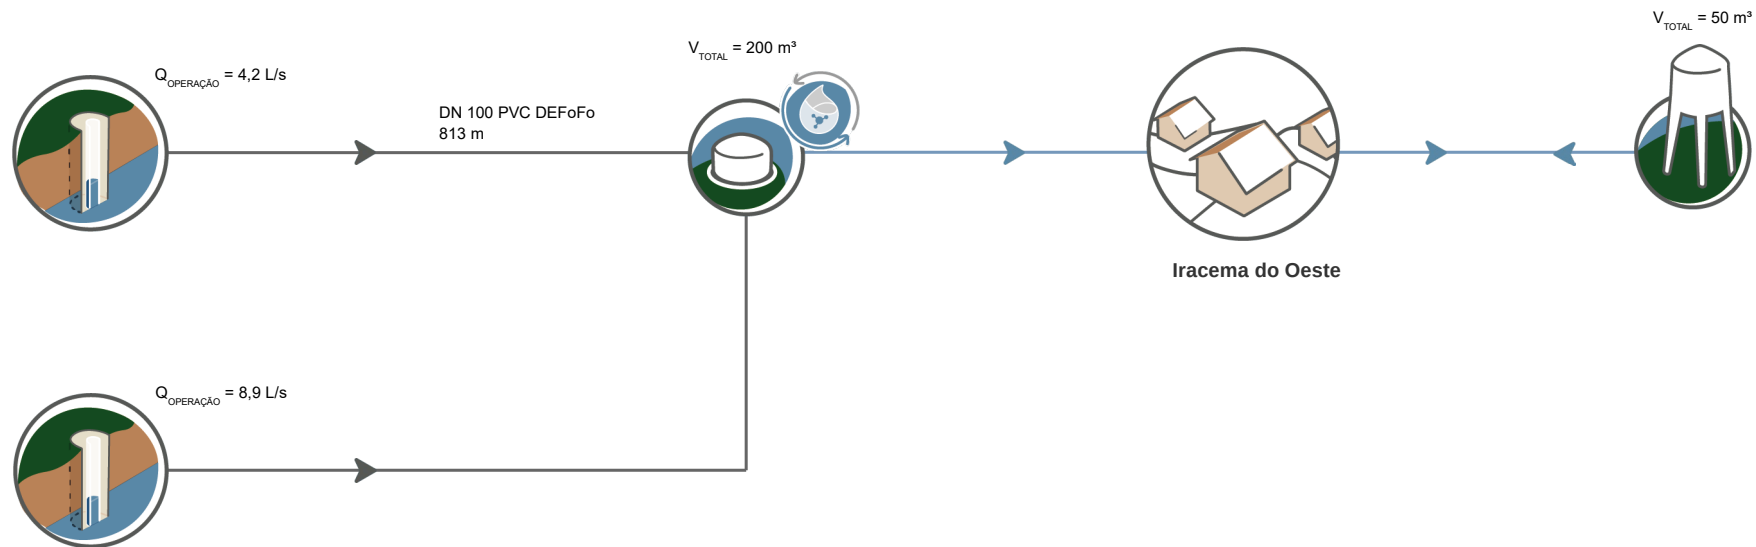 V TOTAL = 50 m³
V TOTAL = 200 m³
Q OPERAÇÃO = 4,2 L/s
DN 100 PVC DEFoFo
813 m
Iracema do Oeste
Q OPERAÇÃO = 8,9 L/s